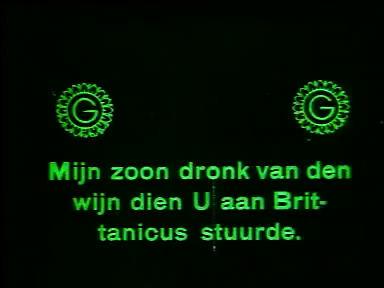 G G
Mijn zoon dronk van den
wijn dien U aan Brit-
tanicus stuurde.